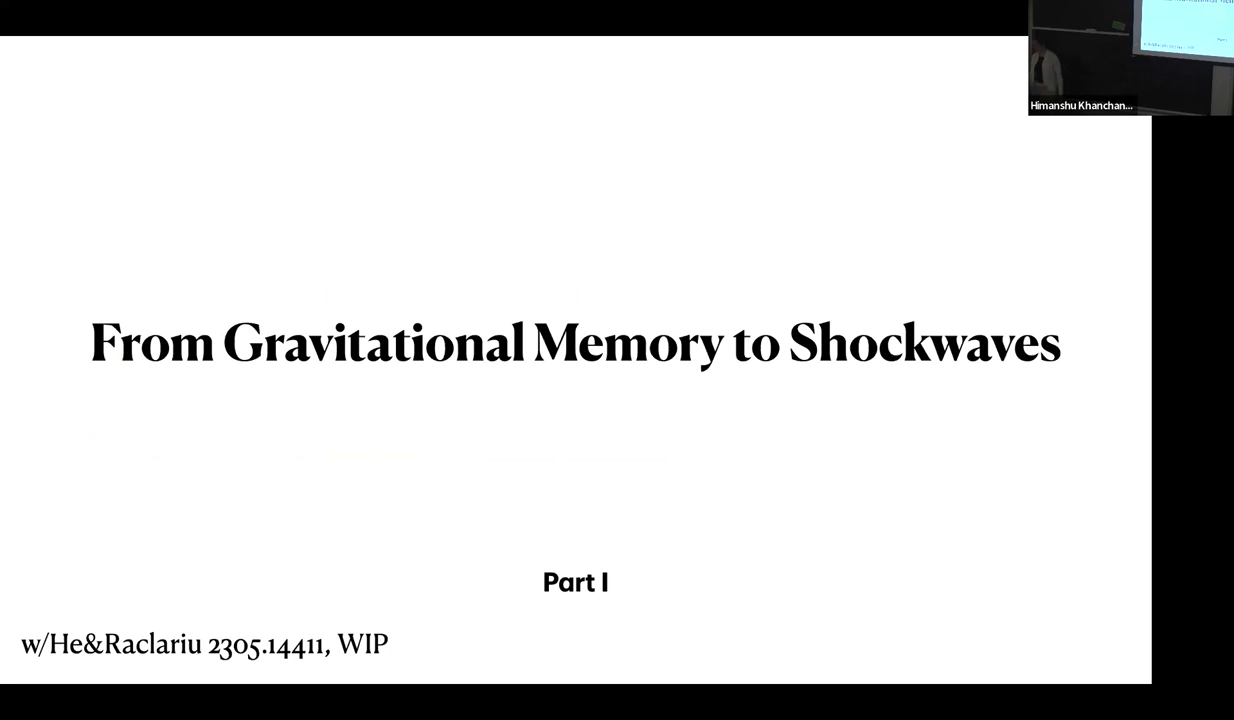 From Gravitational Memory to Shockwaves
Part I
w/He&Raclariu 2305.14411, WIP
Himanshu Khanchan...